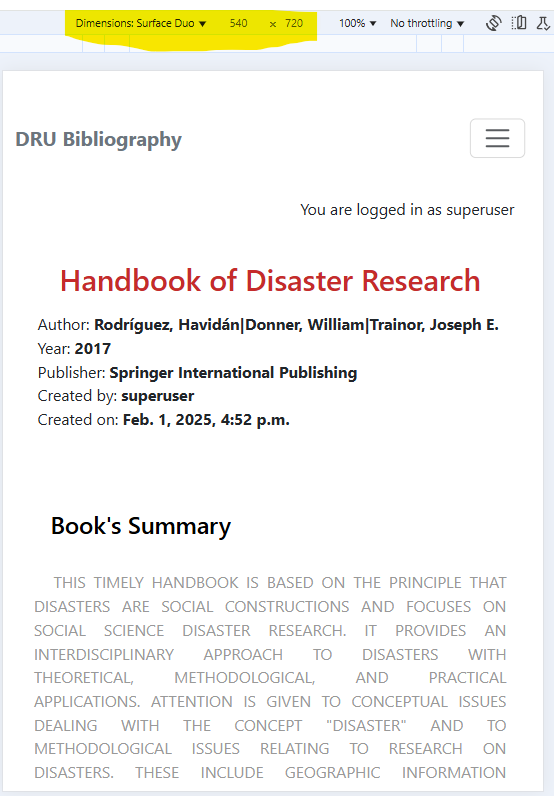 Dimensions: Surface Duo ▼ 540 × 720 100% ▼ No throttling ▼
DRU Bibliography
You are logged in as superuser
Handbook of Disaster Research
Author: Rodríguez, Havidán|Donner, William|Trainor, Joseph E.
Year: 2017
Publisher: Springer International Publishing
Created by: superuser
Created on: Feb. 1, 2025, 4:52 p.m.
Book's Summary
THIS TIMELY HANDBOOK IS BASED ON THE PRINCIPLE THAT
DISASTERS ARE SOCIAL CONSTRUCTIONS AND FOCUSES ON
SOCIAL SCIENCE DISASTER RESEARCH. IT PROVIDES AN
INTERDISCIPLINARY APPROACH TO DISASTERS WITH
THEORETICAL, METHODOLOGICAL, AND PRACTICAL
APPLICATIONS. ATTENTION IS GIVEN TO CONCEPTUAL ISSUES
DEALING WITH THE CONCEPT "DISASTER" AND TO
METHODOLOGICAL ISSUES RELATING TO RESEARCH ON
DISASTERS. THESE INCLUDE GEOGRAPHIC INFORMATION